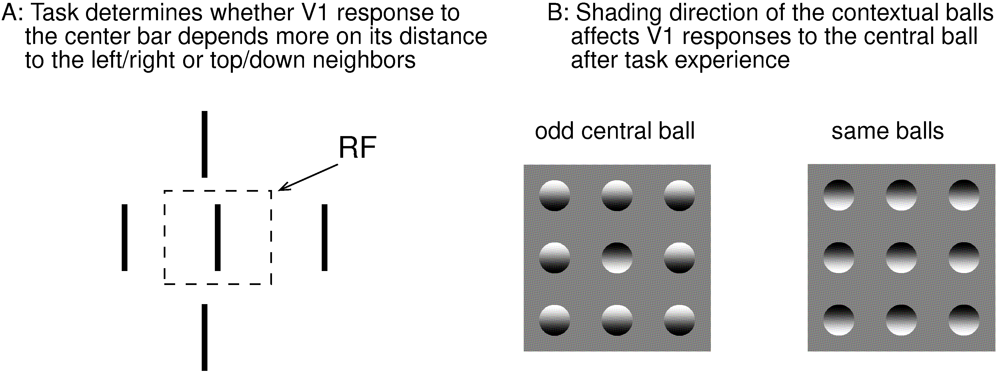 A: Task determines whether V1 response to
the center bar depends more on its distance
to the left/right or top/down neighbors
RF
B: Shading direction of the contextual balls
affects V1 responses to the central ball
after task experience
odd central ball
same balls